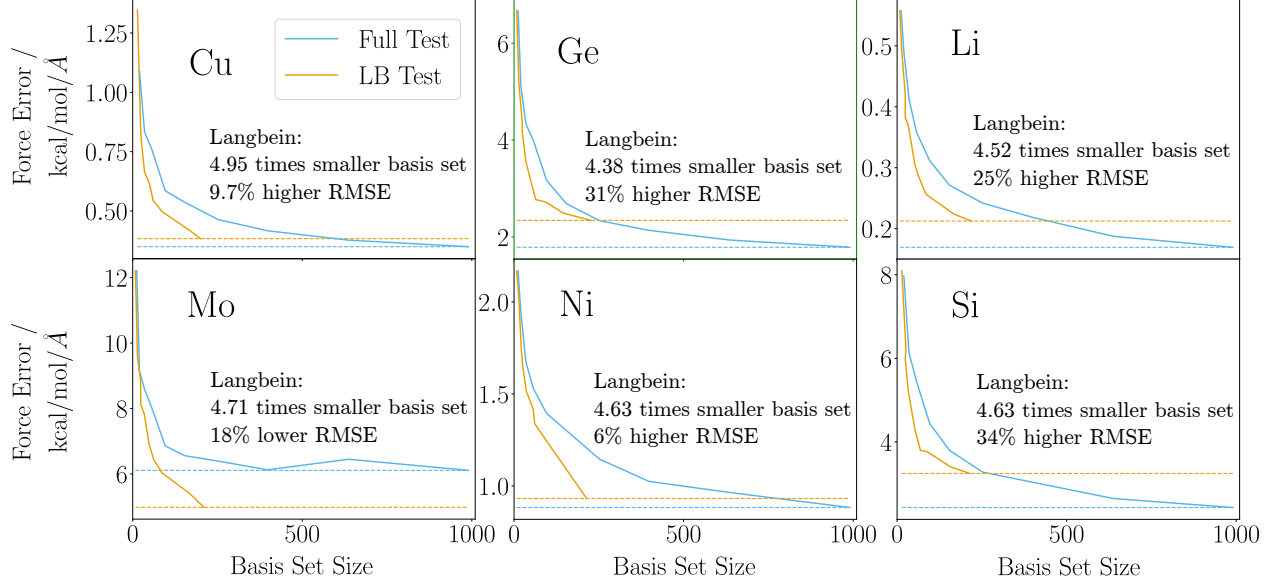 Force Error /
kcal/mol/Å
1.25
1.00
0.75
0.50
Cu
Full Test
LB Test
Langbein:
4.95 times smaller basis set
9.7% higher RMSE
6
4
2
Ge
Langbein:
4.38 times smaller basis set
31% higher RMSE
0.5
0.4
0.3
0.2
Li
Langbein:
4.52 times smaller basis set
25% higher RMSE
Force Error /
kcal/mol/Å
12
10
8
6
Mo
Langbein:
4.71 times smaller basis set
18% lower RMSE
0
500
1000
Basis Set Size
2.0
1.5
1.0
Ni
Langbein:
4.63 times smaller basis set
6% higher RMSE
0
500
1000
Basis Set Size
8
6
4
Si
Langbein:
4.63 times smaller basis set
34% higher RMSE
0
500
1000
Basis Set Size